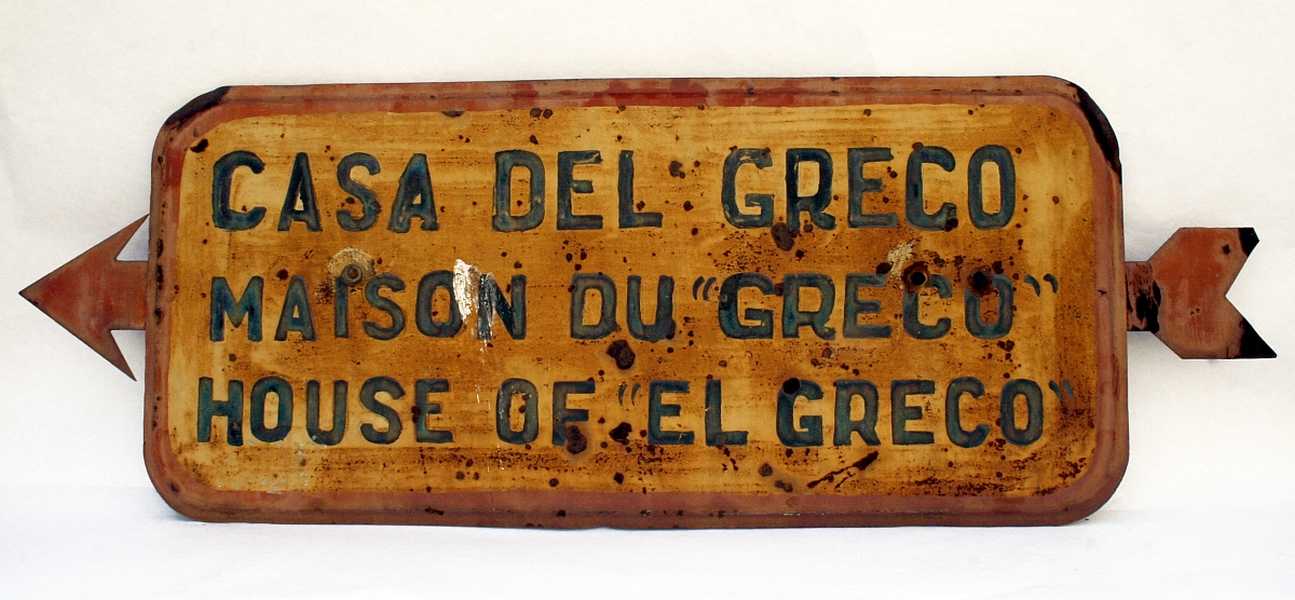 CASA DEL GRECO
MAISON DU "GRECO"
HOUSE OF "EL GRECO"